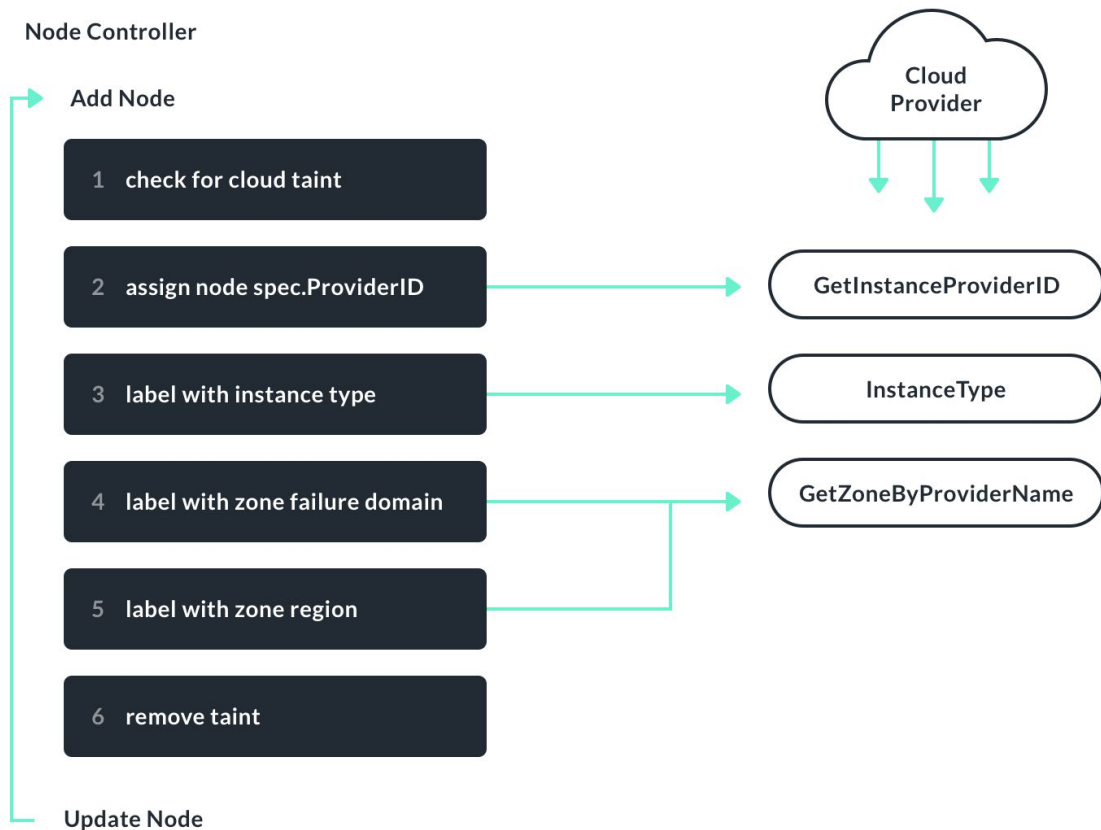 Node Controller
Cloud
Provider
Add Node
1 check for cloud taint
2 assign node spec.ProviderID
GetInstanceProviderID
3 label with instance type
InstanceType
4 label with zone failure domain
GetZoneByProviderName
5 label with zone region
6 remove taint
Update Node